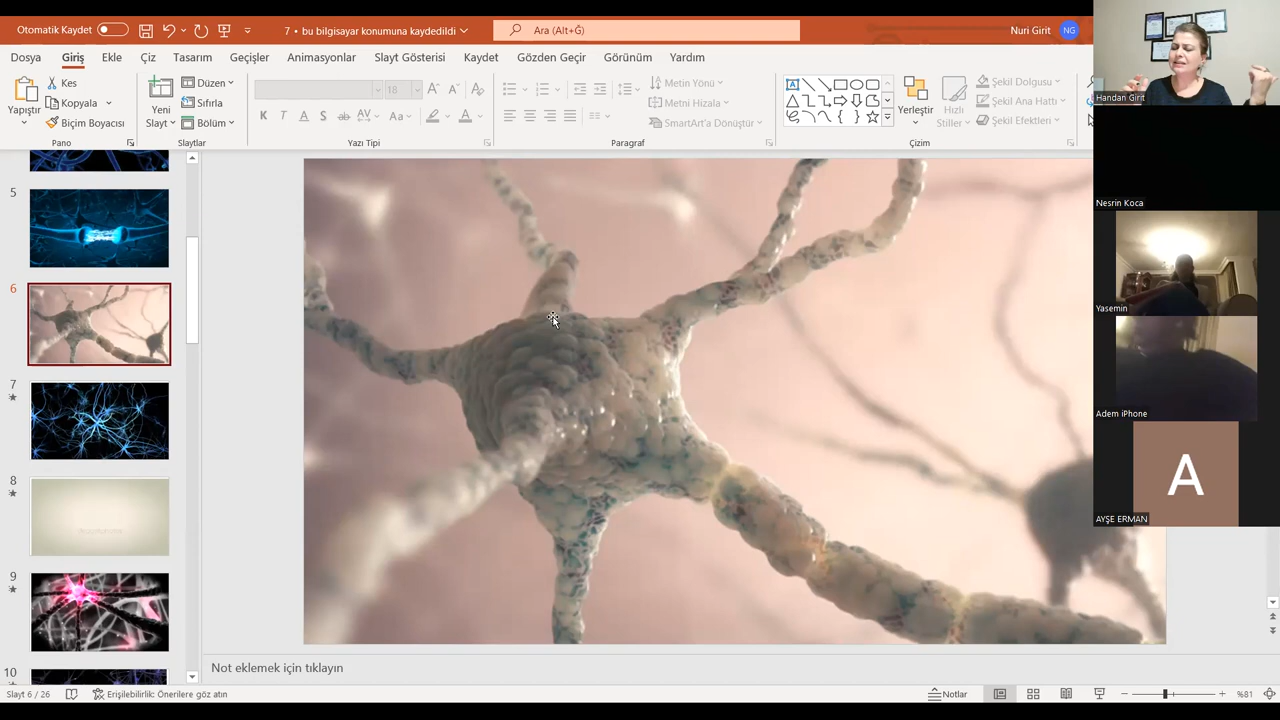 Otomatik Kaydet
7 • bu bilgisayar konumuna kaydedildi
Ara (Alt+G)
Nuri Girit
NG
Dosya
Giriş
Ekle
Çiz
Tasarım
Geçişler
Animasyonlar
Slayt Gösterisi
Kaydet
Gözden Geçir
Görünüm
Yardım
Yapıştır
Kes
Kopyala
Biçim Boyacısı
Yeni
Slayt
Düzen
Sıfırla
Bölüm
18
K
Metin Yönü
Metni Hizala
SmartArt'a Dönüştür
Yerleştir
Hızlı
Stiller
Şekil Dolgusu
Şekil Ana Hattı
Şekil Efektleri
Pano
Slaytlar
Yazı Tipi
Paragraf
Çizim
Handan Girit
Nesrin Koca
Yasemin
Adem iPhone
A
AYŞE ERMAN
5
6
7
8
9
10
Not eklemek için tıklayın
Slayt 6 / 26
Erişilebilirlik: Önerilere göz atın
Notlar
%81